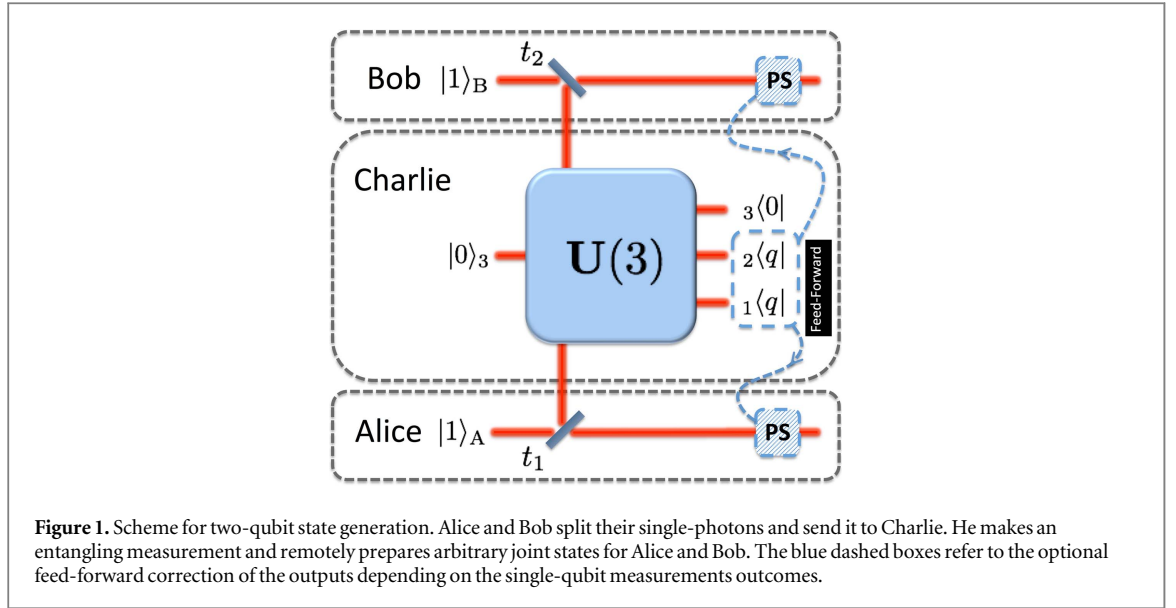 t₂
Bob |1⟩_B PS
Charlie
₃⟨0|
|0⟩₃ U(3) ₂⟨q|
₁⟨q|
Feed-Forward
Alice |1⟩_A PS
t₁
Figure 1. Scheme for two-qubit state generation. Alice and Bob split their single-photons and send it to Charlie. He makes an
entangling measurement and remotely prepares arbitrary joint states for Alice and Bob. The blue dashed boxes refer to the optional
feed-forward correction of the outputs depending on the single-qubit measurements outcomes.